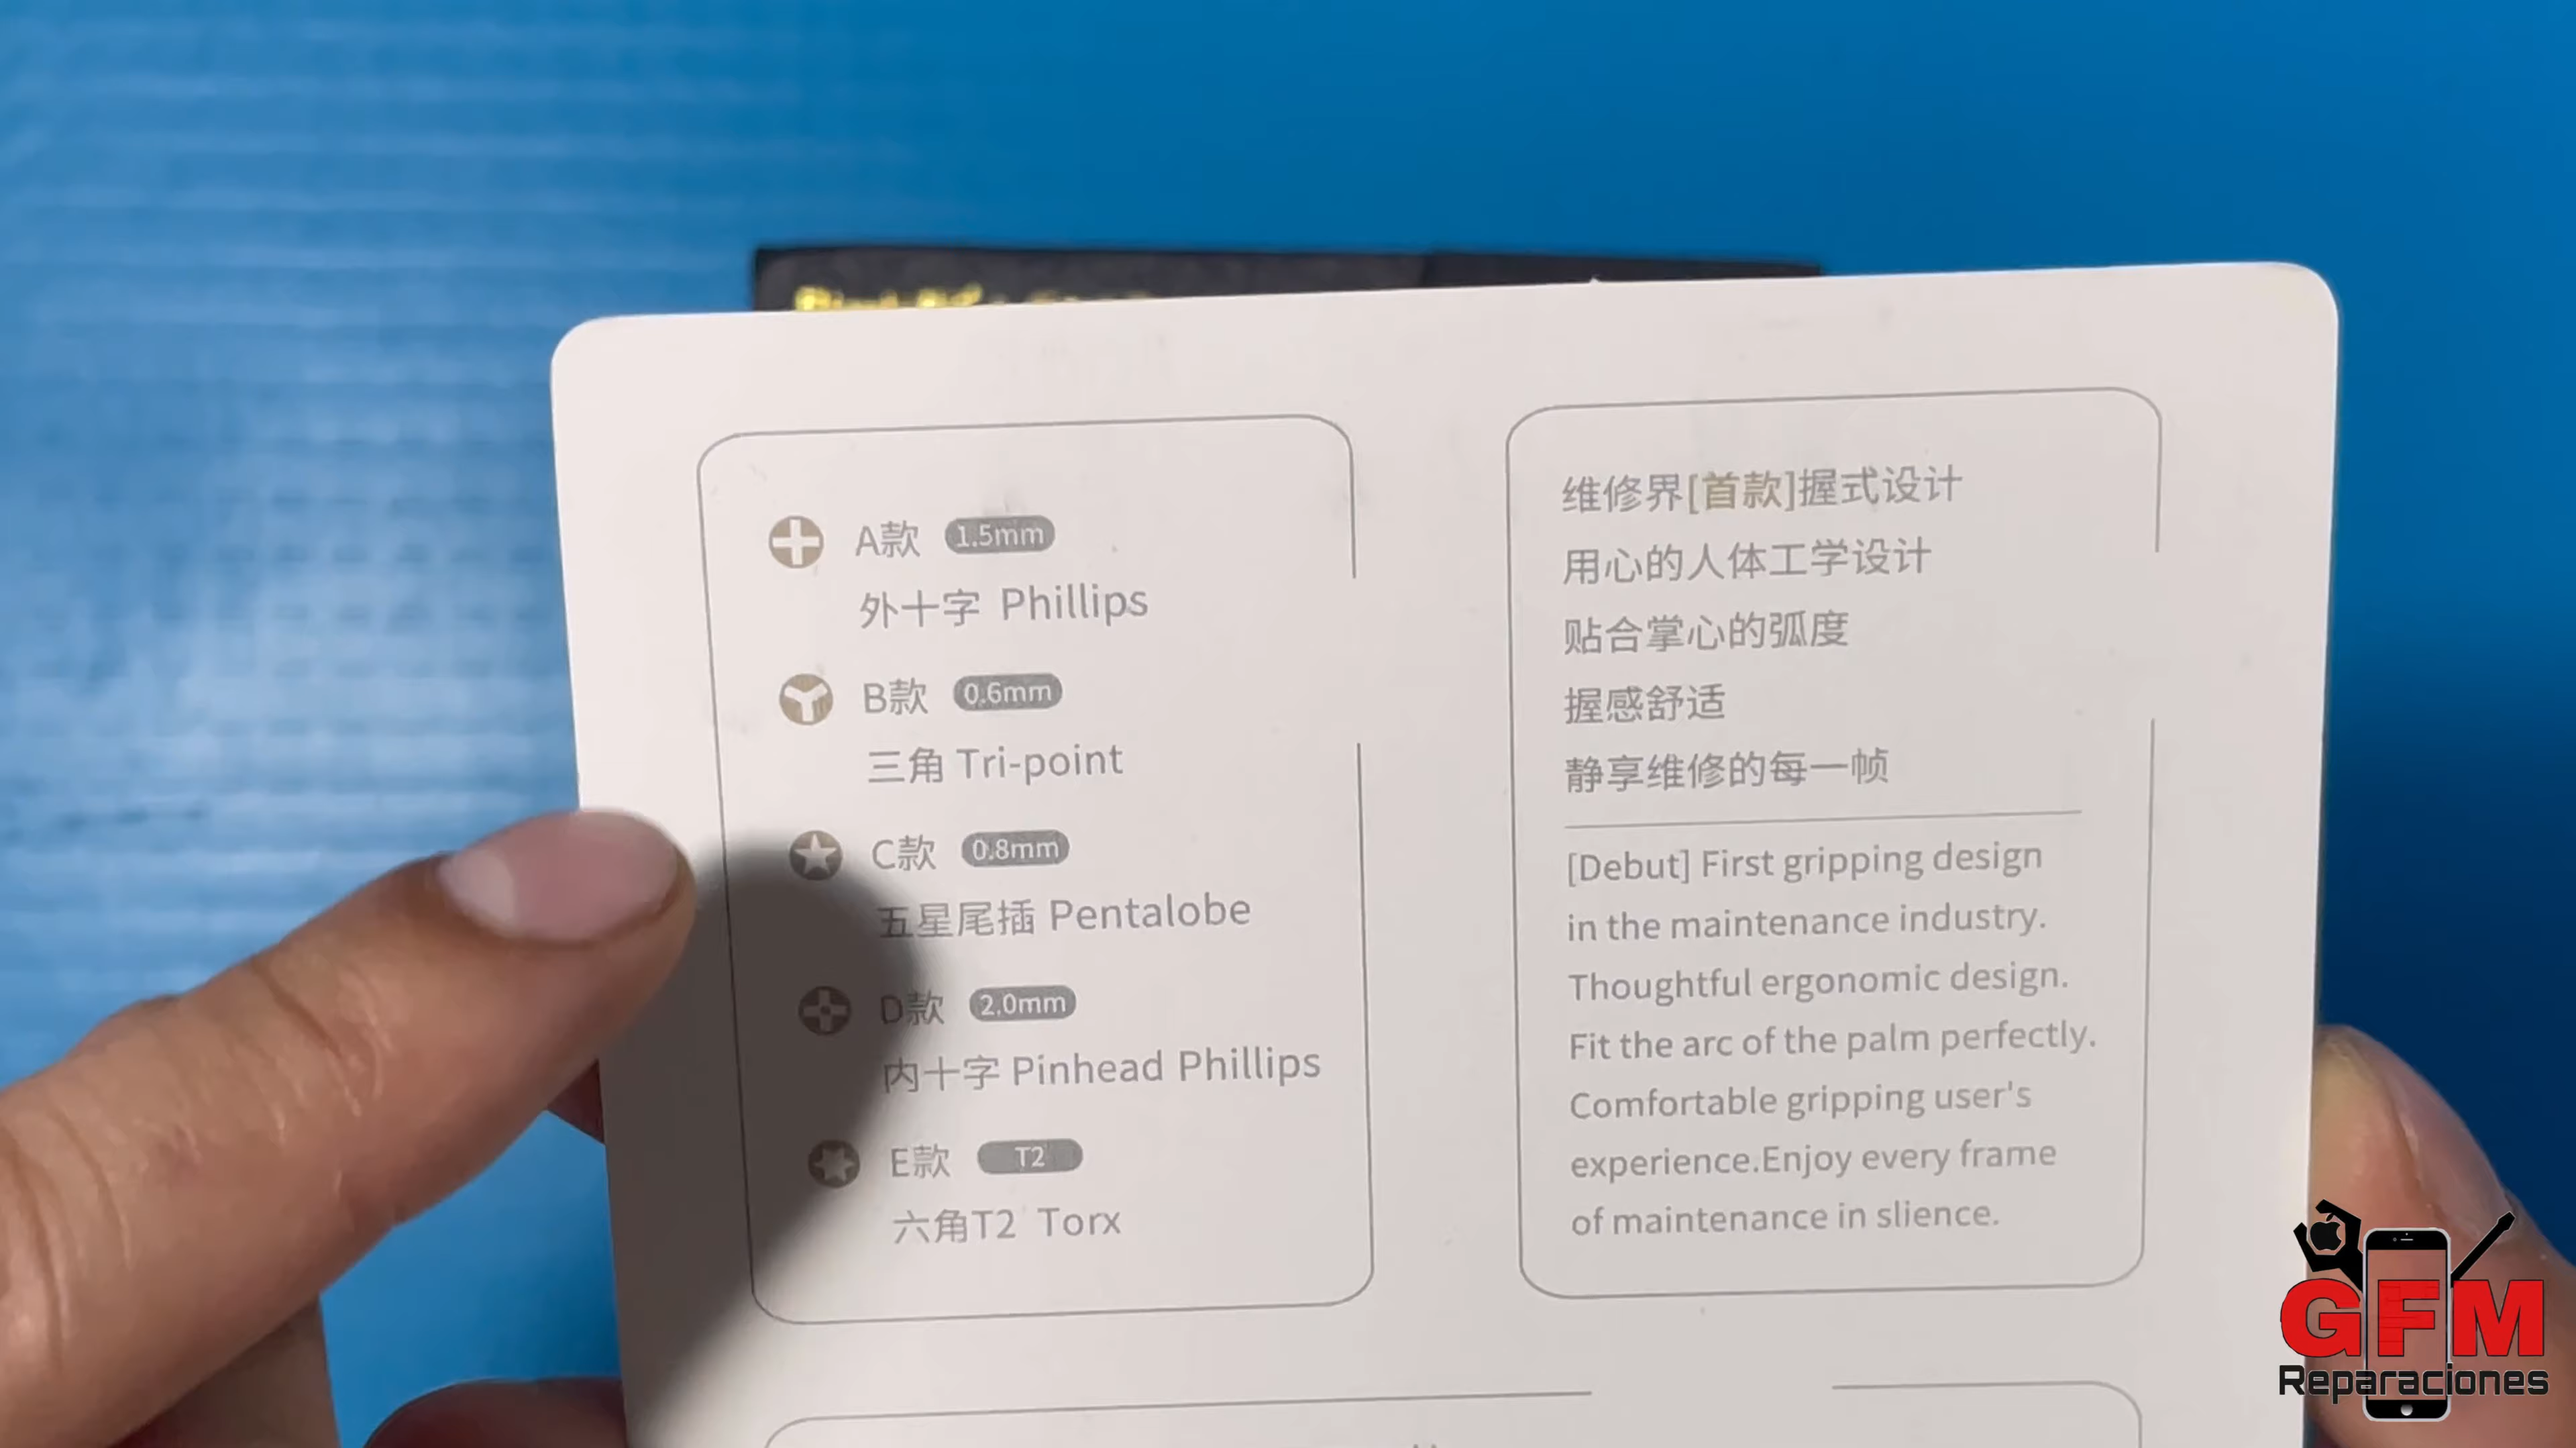 A款 1.5mm
外十字 Phillips
B款 0.6mm
三角 Tri-point
C款 0.8mm
五星尾插 Pentalobe
D款 2.0mm
内十字 Pinhead Phillips
E款 T2
六角T2 Torx
维修界[首款]握式设计
用心的人体工学设计
贴合掌心的弧度
握感舒适
静享维修的每一帧
[Debut] First gripping design
in the maintenance industry.
Thoughtful ergonomic design.
Fit the arc of the palm perfectly.
Comfortable gripping user's
experience.Enjoy every frame
of maintenance in slience.
GFM
Reparaciones